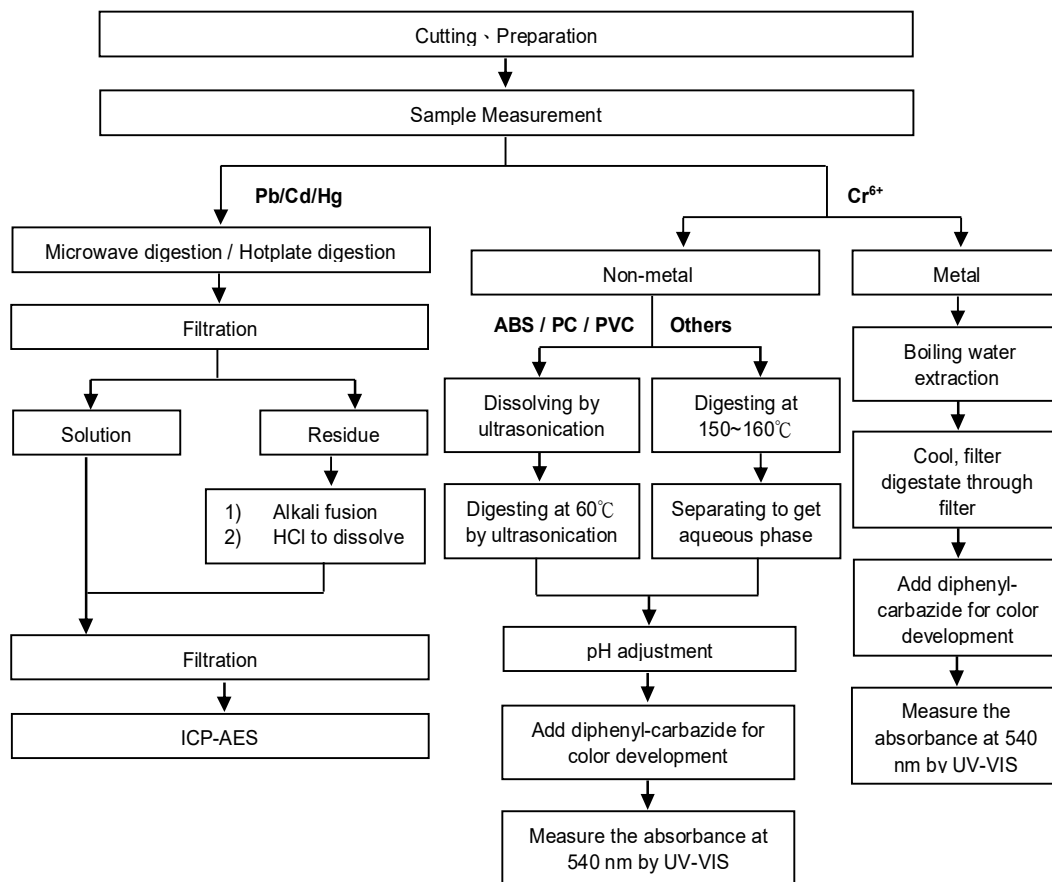 Cutting、Preparation
Sample Measurement
Pb/Cd/Hg
Cr⁶⁺
Microwave digestion / Hotplate digestion
Non-metal
Metal
Filtration
ABS / PC / PVC
Others
Boiling water
extraction
Solution
Residue
Dissolving by
ultrasonication
Digesting at
150~160℃
Cool, filter
digestate through
filter
1) Alkali fusion
2) HCl to dissolve
Digesting at 60℃
by ultrasonication
Separating to get
aqueous phase
Add diphenyl-
carbazide for color
development
Filtration
pH adjustment
Measure the
absorbance at 540
nm by UV-VIS
ICP-AES
Add diphenyl-carbazide for
color development
Measure the absorbance at
540 nm by UV-VIS